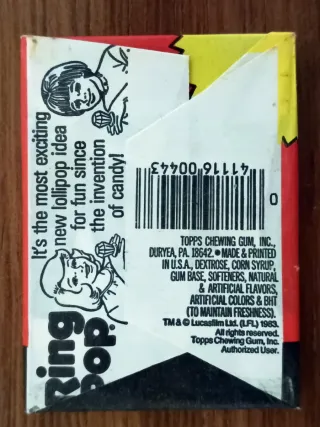 It's the most exciting
new lollipop idea
for fun since
the invention
of candy!
Ring
Pop.
0
41116 00443
TOPPS CHEWING GUM, INC.,
DURYEA, PA. 18642. • MADE & PRINTED
IN U.S.A., DEXTROSE, CORN SYRUP,
GUM BASE, SOFTENERS, NATURAL
& ARTIFICIAL FLAVORS,
ARTIFICIAL COLORS & BHT
(TO MAINTAIN FRESHNESS).
TM & © Lucasfilm Ltd. (LFL) 1983.
All rights reserved.
Topps Chewing Gum, Inc.
Authorized User.